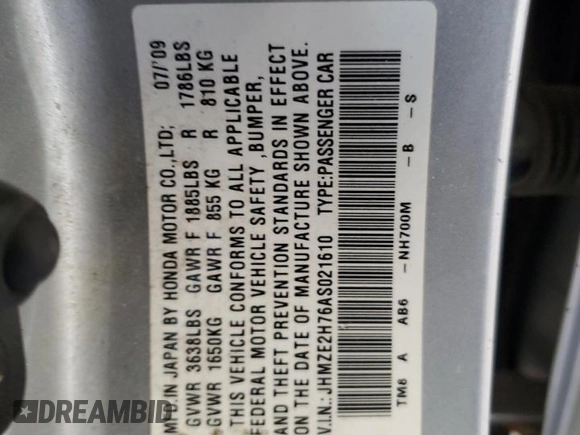 MFD. IN JAPAN BY HONDA MOTOR CO.,LTD; 07/'09
GVWR 3638LBS GAWR F 1885LBS R 1786LBS
GVWR 1650KG GAWR F 855 KG R 810 KG
THIS VEHICLE CONFORMS TO ALL APPLICABLE
FEDERAL MOTOR VEHICLE SAFETY ,BUMPER,
AND THEFT PREVENTION STANDARDS IN EFFECT
ON THE DATE OF MANUFACTURE SHOWN ABOVE.
V.I.N.: JHMZE2H76AS021610 TYPE:PASSENGER CAR
TM8 A AB6 -NH700M -B -S
DREAMBID